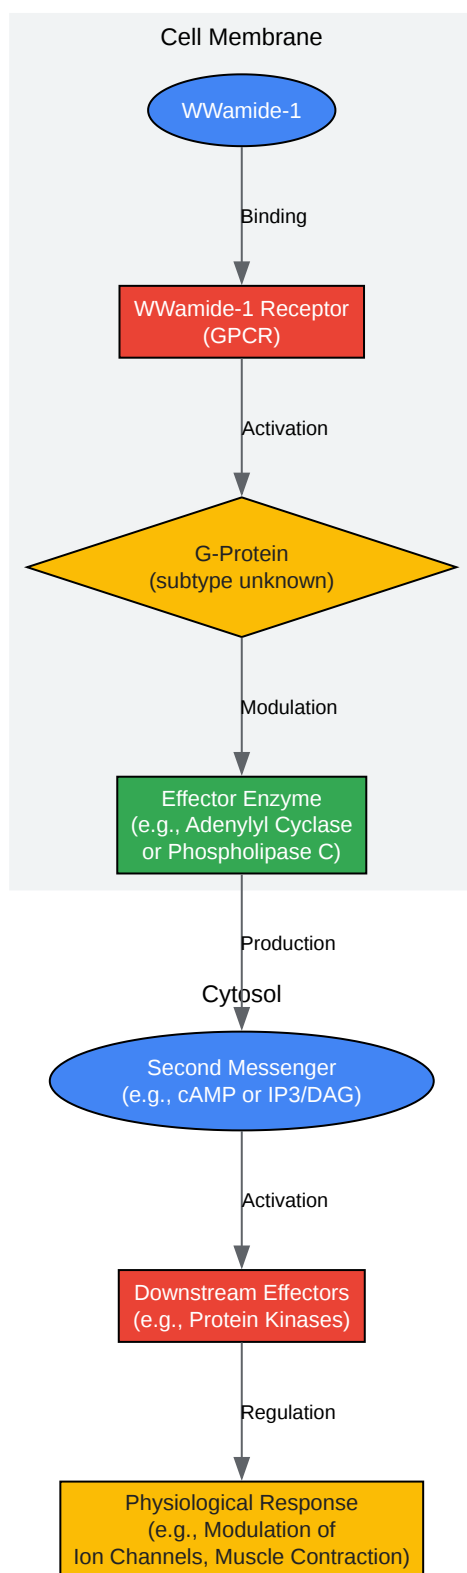 Cell Membrane
WWamide-1
Binding
WWamide-1 Receptor
(GPCR)
Activation
G-Protein
(subtype unknown)
Modulation
Effector Enzyme
(e.g., Adenylyl Cyclase
or Phospholipase C)
Production
Cytosol
Second Messenger
(e.g., cAMP or IP3/DAG)
Activation
Downstream Effectors
(e.g., Protein Kinases)
Regulation
Physiological Response
(e.g., Modulation of
Ion Channels, Muscle Contraction)